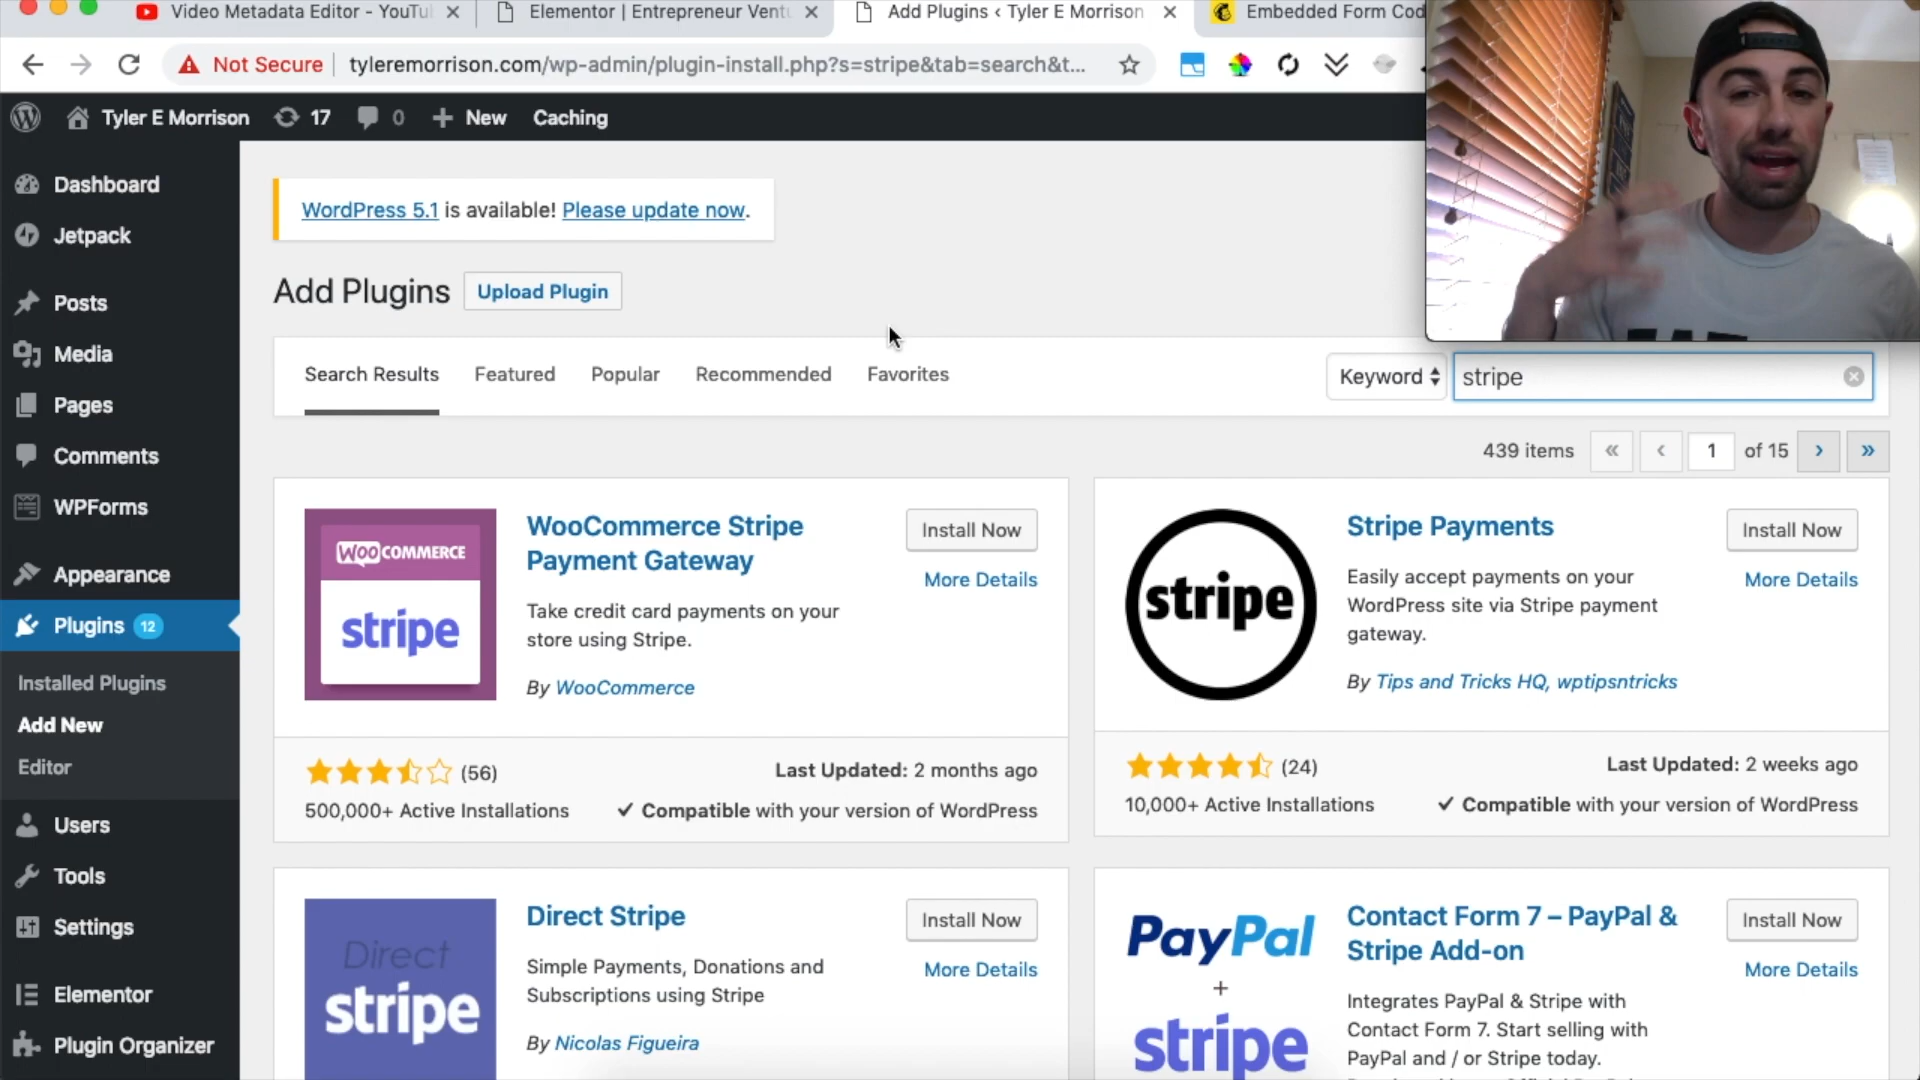 Video Metadata Editor - YouTu
Elementor | Entrepreneur Vent
Add Plugins ‹ Tyler E Morrison
Embedded Form Cod
Not Secure
tyleremorrison.com/wp-admin/plugin-install.php?s=stripe&tab=search&t...
Tyler E Morrison
17
0
New
Caching
Dashboard
Jetpack
Posts
Media
Pages
Comments
WPForms
Appearance
Plugins 12
Installed Plugins
Add New
Editor
Users
Tools
Settings
Elementor
Plugin Organizer
WordPress 5.1 is available! Please update now.
Add Plugins
Upload Plugin
Search Results
Featured
Popular
Recommended
Favorites
Keyword
stripe
439 items
«
‹
1
of 15
›
»
WOO COMMERCE
stripe
WooCommerce Stripe
Payment Gateway
Install Now
More Details
Take credit card payments on your
store using Stripe.
By WooCommerce
(56)
Last Updated: 2 months ago
500,000+ Active Installations
Compatible with your version of WordPress
stripe
Stripe Payments
Install Now
More Details
Easily accept payments on your
WordPress site via Stripe payment
gateway.
By Tips and Tricks HQ, wptipsntricks
(24)
Last Updated: 2 weeks ago
10,000+ Active Installations
Compatible with your version of WordPress
Direct
stripe
Direct Stripe
Install Now
More Details
Simple Payments, Donations and
Subscriptions using Stripe
By Nicolas Figueira
PayPal
+
stripe
Contact Form 7 – PayPal &
Stripe Add-on
Install Now
More Details
Integrates PayPal & Stripe with
Contact Form 7. Start selling with
PayPal and / or Stripe today.